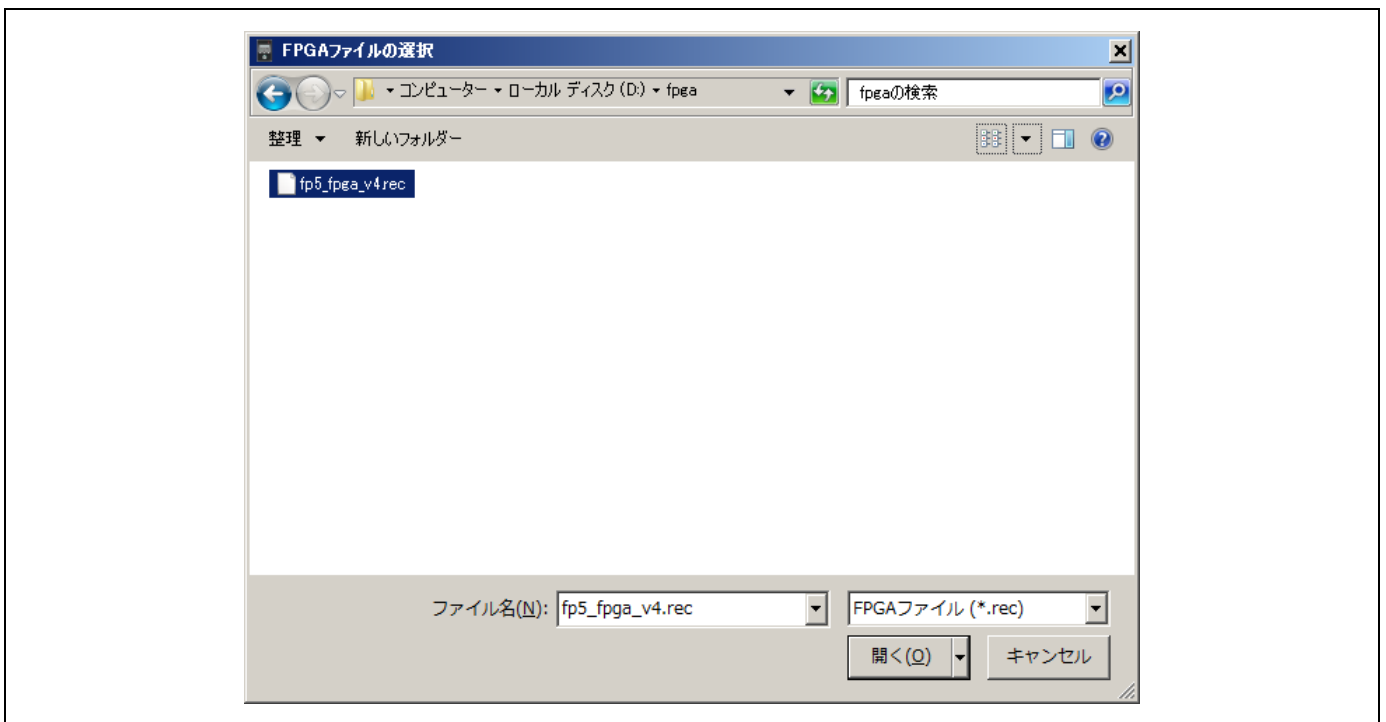 FPGAファイルの選択
コンピューター ローカル ディスク (D:) fpga
fpgaの検索
整理 新しいフォルダー
fp5_fpga_v4.rec
ファイル名(N): fp5_fpga_v4.rec FPGAファイル (*.rec)
開く(O) キャンセル